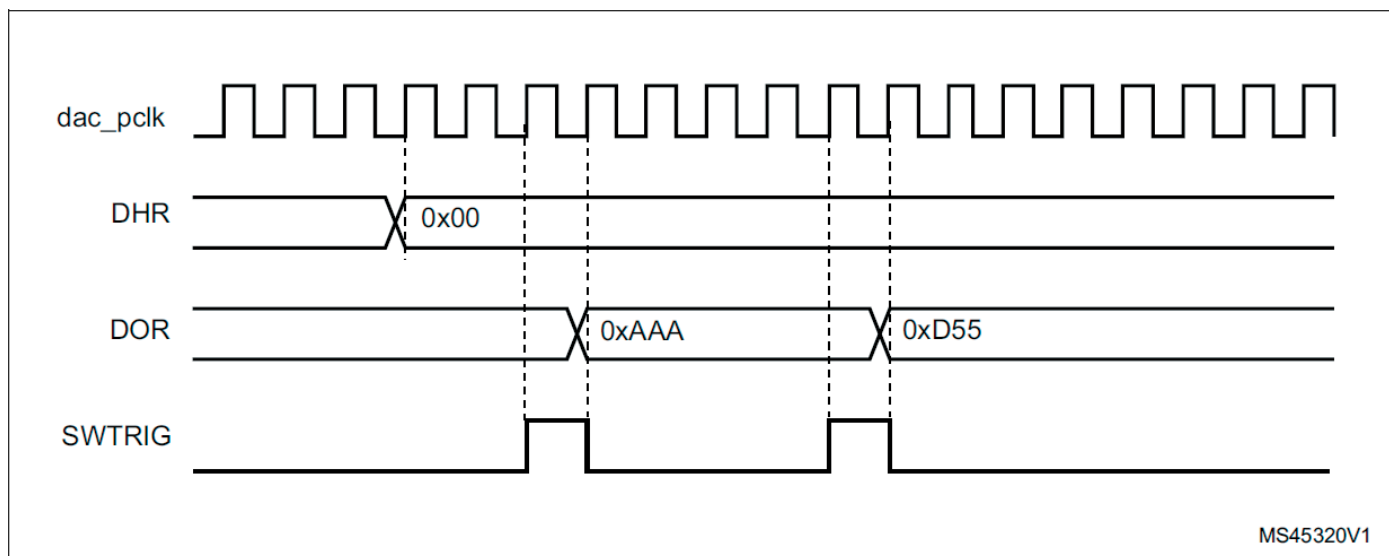 dac_pclk
DHR
0x00
DOR
0xAAA
0xD55
SWTRIG
MS45320V1